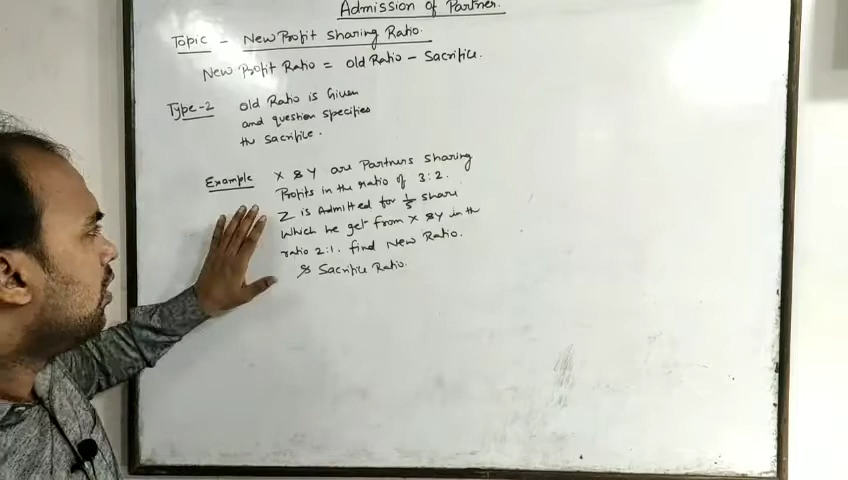 Admission of Partner.
Topic - New Profit Sharing Ratio.
New Profit Ratio = Old Ratio - Sacrifice.
Type-2 Old Ratio is Given
and question specifies
the Sacrifice.
Example X & Y are Partners Sharing
Profits in the ratio of 3:2.
Z is Admitted for 1/5 share
Which he get from X & Y in the
ratio 2:1. find New Ratio.
& Sacrifice Ratio.